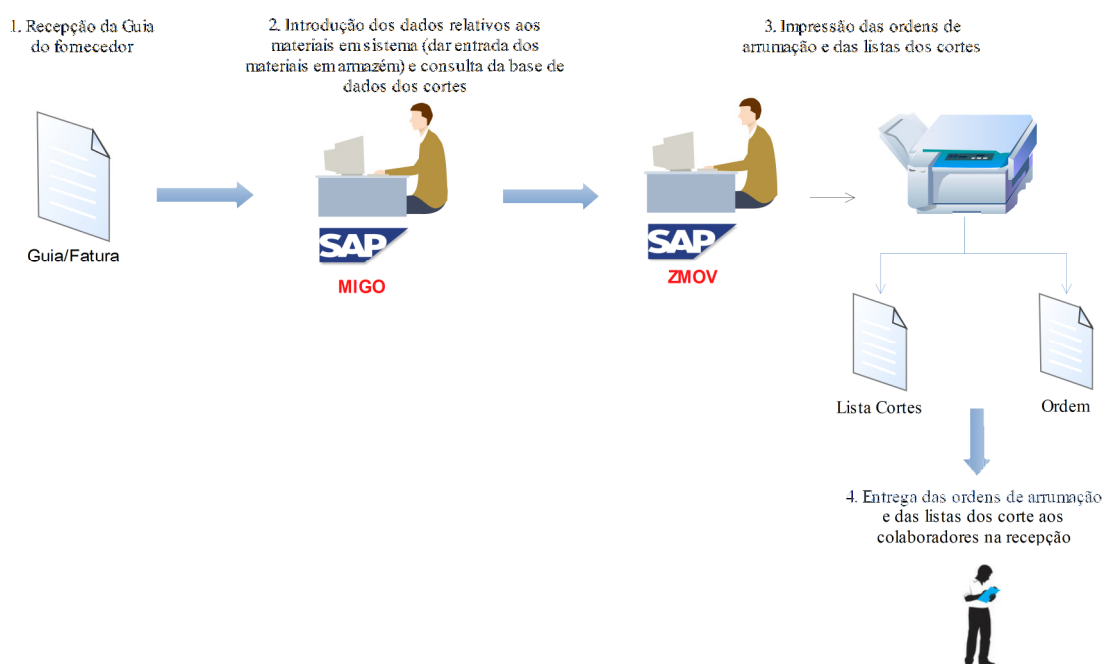 1. Recepção da Guia
do fornecedor
2. Introdução dos dados relativos aos
materiais em sistema (dar entrada dos
materiais em armazém) e consulta da base de
dados dos cortes
3. Impressão das ordens de
arrumação e das listas dos cortes
Guia/Fatura
SAP
MIGO
SAP
ZMOV
Lista Cortes
Ordem
4. Entrega das ordens de arrumação
e das listas dos corte aos
colaboradores na recepção